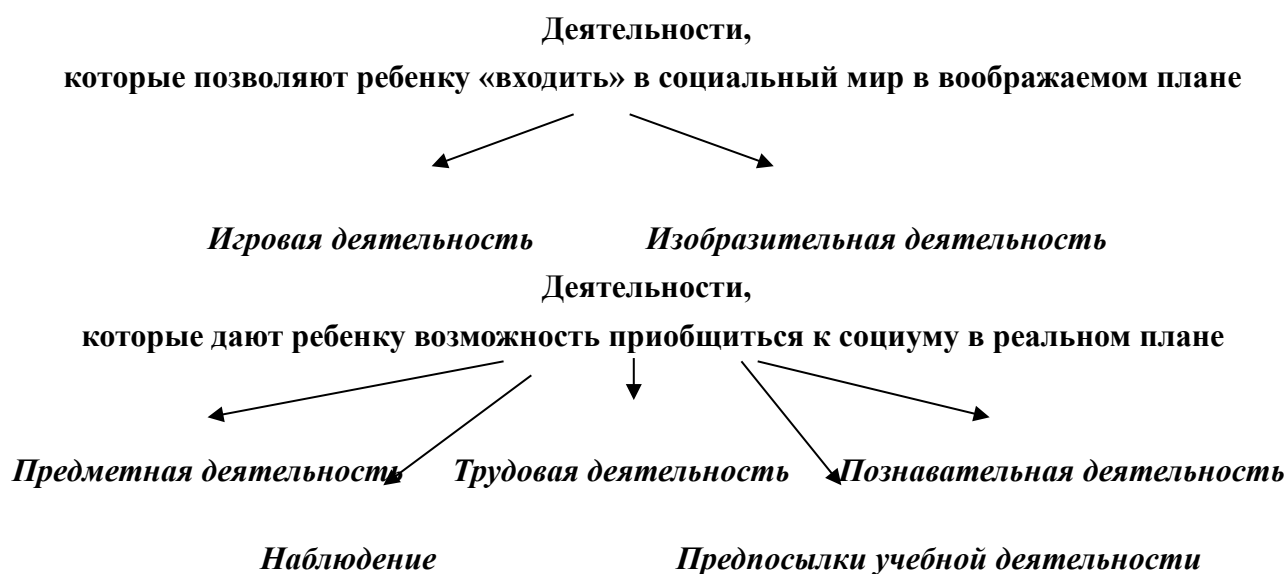 Деятельности,
которые позволяют ребенку «входить» в социальный мир в воображаемом плане
Игровая деятельность Изобразительная деятельность
Деятельности,
которые дают ребенку возможность приобщиться к социуму в реальном плане
Предметная деятельность Трудовая деятельность Познавательная деятельность
Наблюдение Предпосылки учебной деятельности